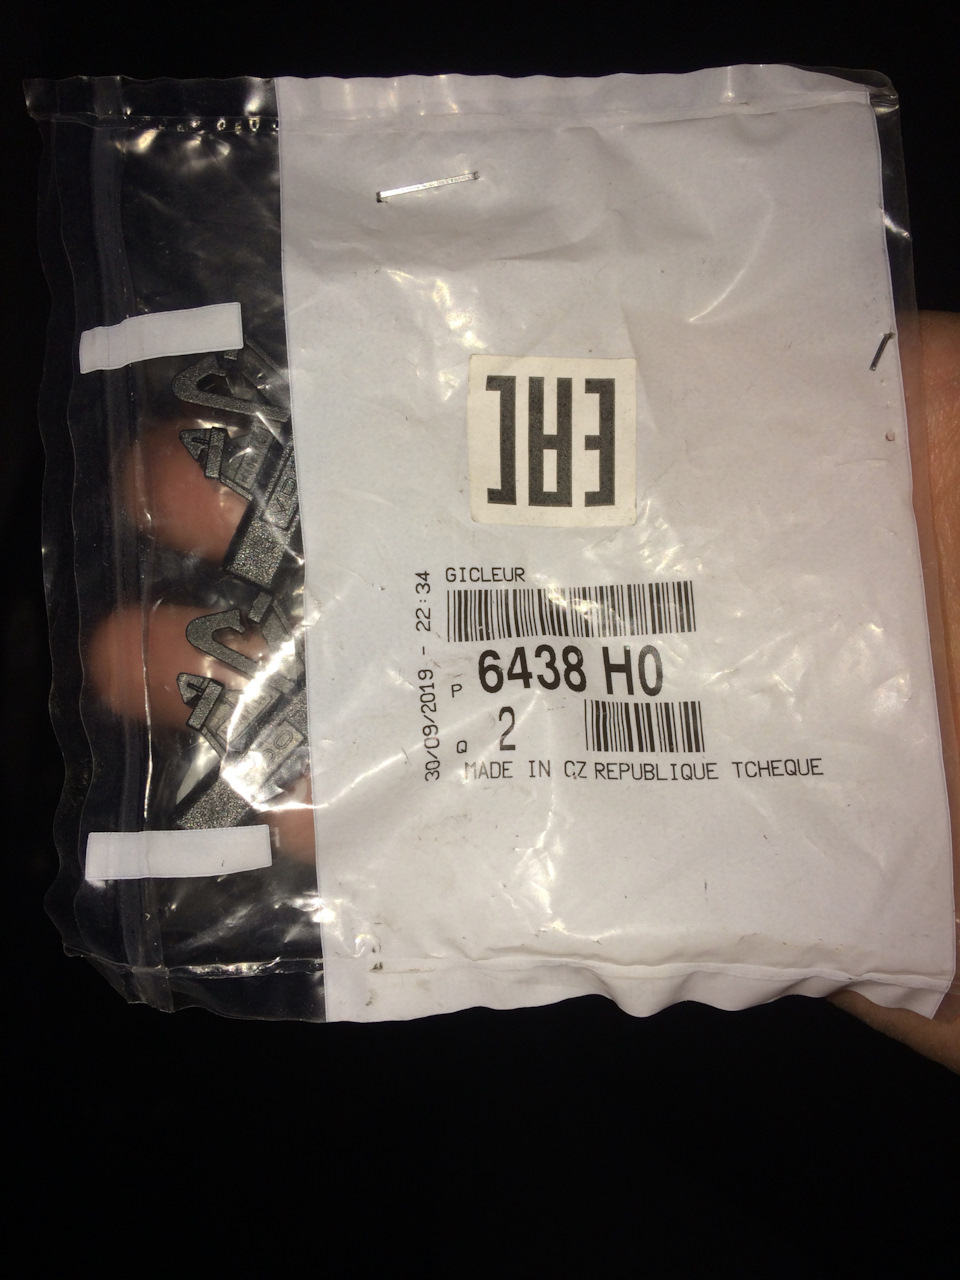 EAC
GICLEUR
30/09/2019 - 22:34
P 6438 H0
Q 2
MADE IN CZ REPUBLIQUE TCHEQUE